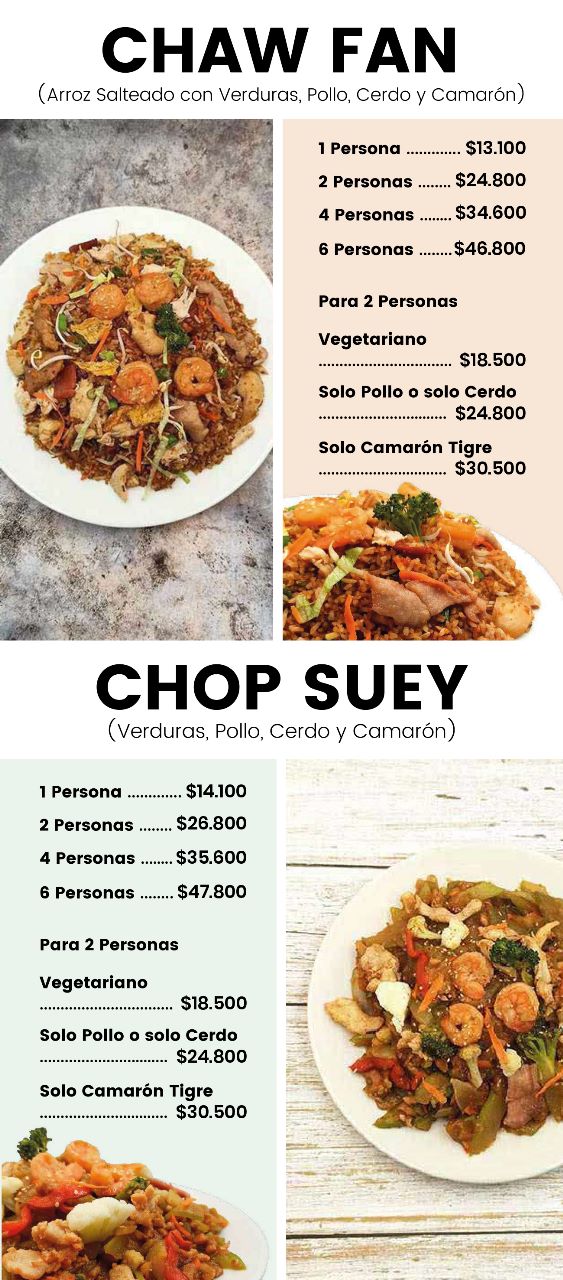 CHAW FAN
(Arroz Salteado con Verduras, Pollo, Cerdo y Camarón)
1 Persona ............. $13.100
2 Personas ........ $24.800
4 Personas ........ $34.600
6 Personas ........ $46.800
Para 2 Personas
Vegetariano
................................ $18.500
Solo Pollo o solo Cerdo
............................... $24.800
Solo Camarón Tigre
............................... $30.500
CHOP SUEY
(Verduras, Pollo, Cerdo y Camarón)
1 Persona ............. $14.100
2 Personas ........ $26.800
4 Personas ........ $35.600
6 Personas ........ $47.800
Para 2 Personas
Vegetariano
................................ $18.500
Solo Pollo o solo Cerdo
............................... $24.800
Solo Camarón Tigre
............................... $30.500